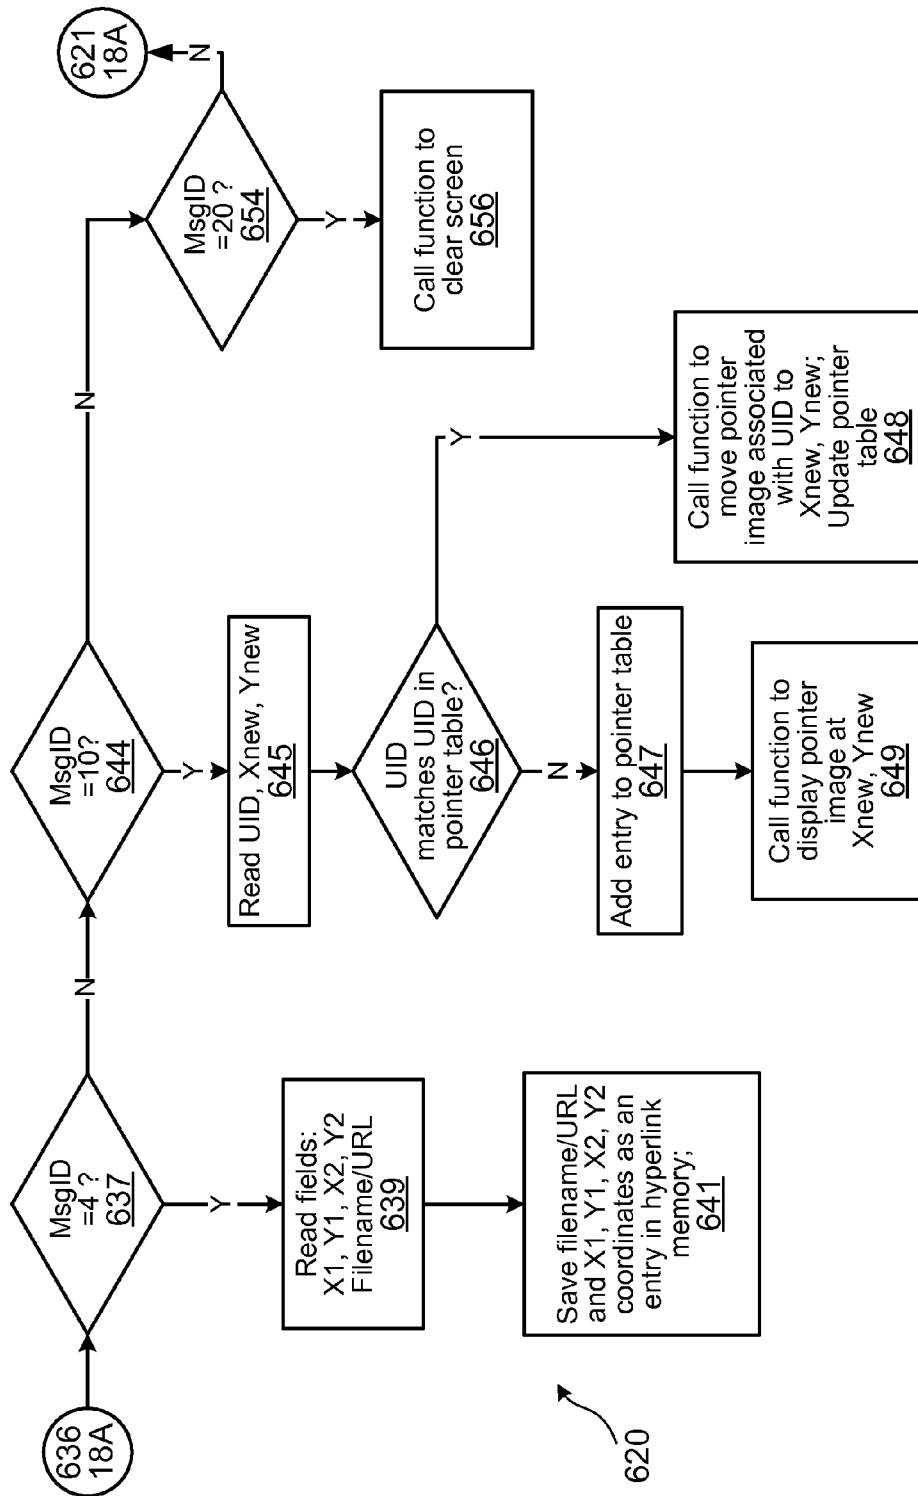 636
18A
MsgID
=4 ?
637
N
Y
Read fields:
X1, Y1, X2, Y2
Filename/URL
639
Save filename/URL
and X1, Y1, X2, Y2
coordinates as an
entry in hyperlink
memory;
641
620
MsgID
=10?
644
N
Y
Read UID, Xnew, Ynew
645
UID
matches UID in
pointer table?
646
Y
N
Add entry to pointer table
647
Call function to
display pointer
image at
Xnew, Ynew
649
Call function to
move pointer
image associated
with UID to
Xnew, Ynew;
Update pointer
table
648
MsgID
=20 ?
654
N
Y
Call function to
clear screen
656
621
18A